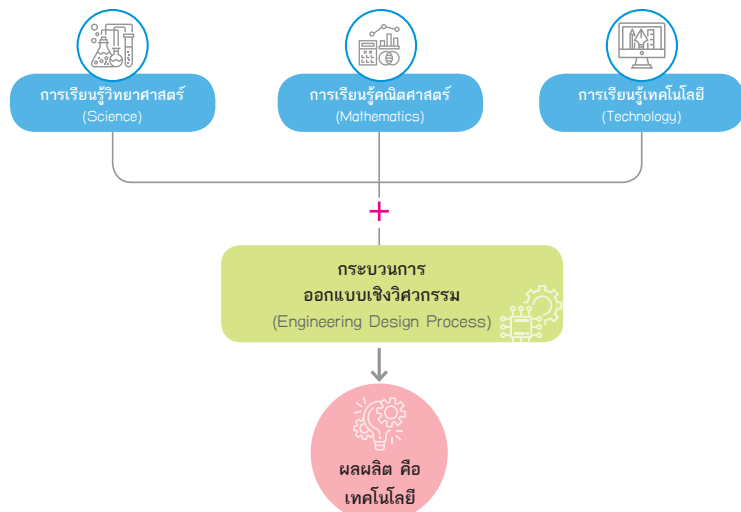 การเรียนรู้วิทยาศาสตร์
(Science)
การเรียนรู้คณิตศาสตร์
(Mathematics)
การเรียนรู้เทคโนโลยี
(Technology)
+
กระบวนการ
ออกแบบเชิงวิศวกรรม
(Engineering Design Process)
ผลผลิต คือ
เทคโนโลยี